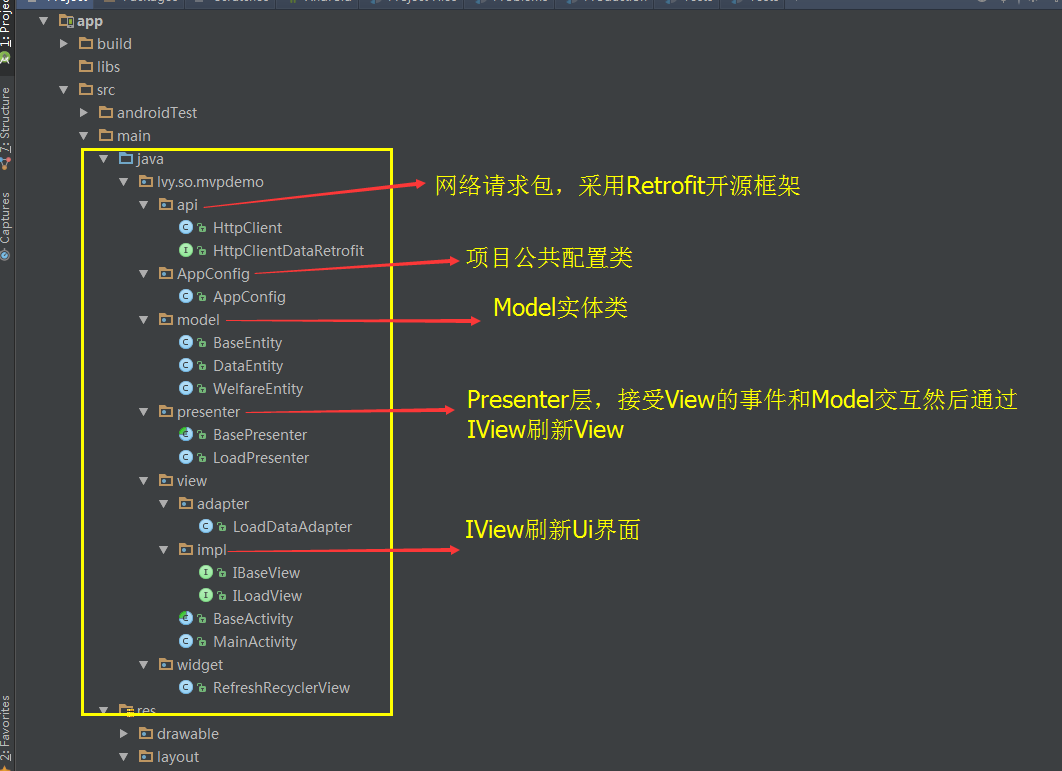 app
1: Projec
build
libs
src
7: Structure
androidTest
main
java
lvy.so.mvpdemo
网络请求包，采用Retrofit开源框架
api
Captures
HttpClient
HttpClientDataRetrofit
AppConfig
项目公共配置类
AppConfig
model
Model实体类
BaseEntity
DataEntity
WelfareEntity
presenter
Presenter层，接受View的事件和Model交互然后通过
IView刷新View
BasePresenter
LoadPresenter
view
adapter
LoadDataAdapter
IView刷新Ui界面
impl
IBaseView
ILoadView
BaseActivity
MainActivity
widget
RefreshRecyclerView
2: Favorites
res
drawable
layout